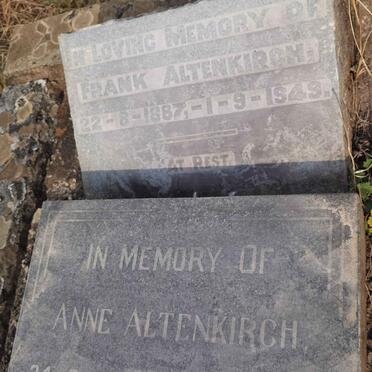 IN LOVING MEMORY OF
FRANK ALTENKIRCH.
22-8-1887-1-9-1949.
AT REST
IN MEMORY OF
ANNE ALTENKIRCH